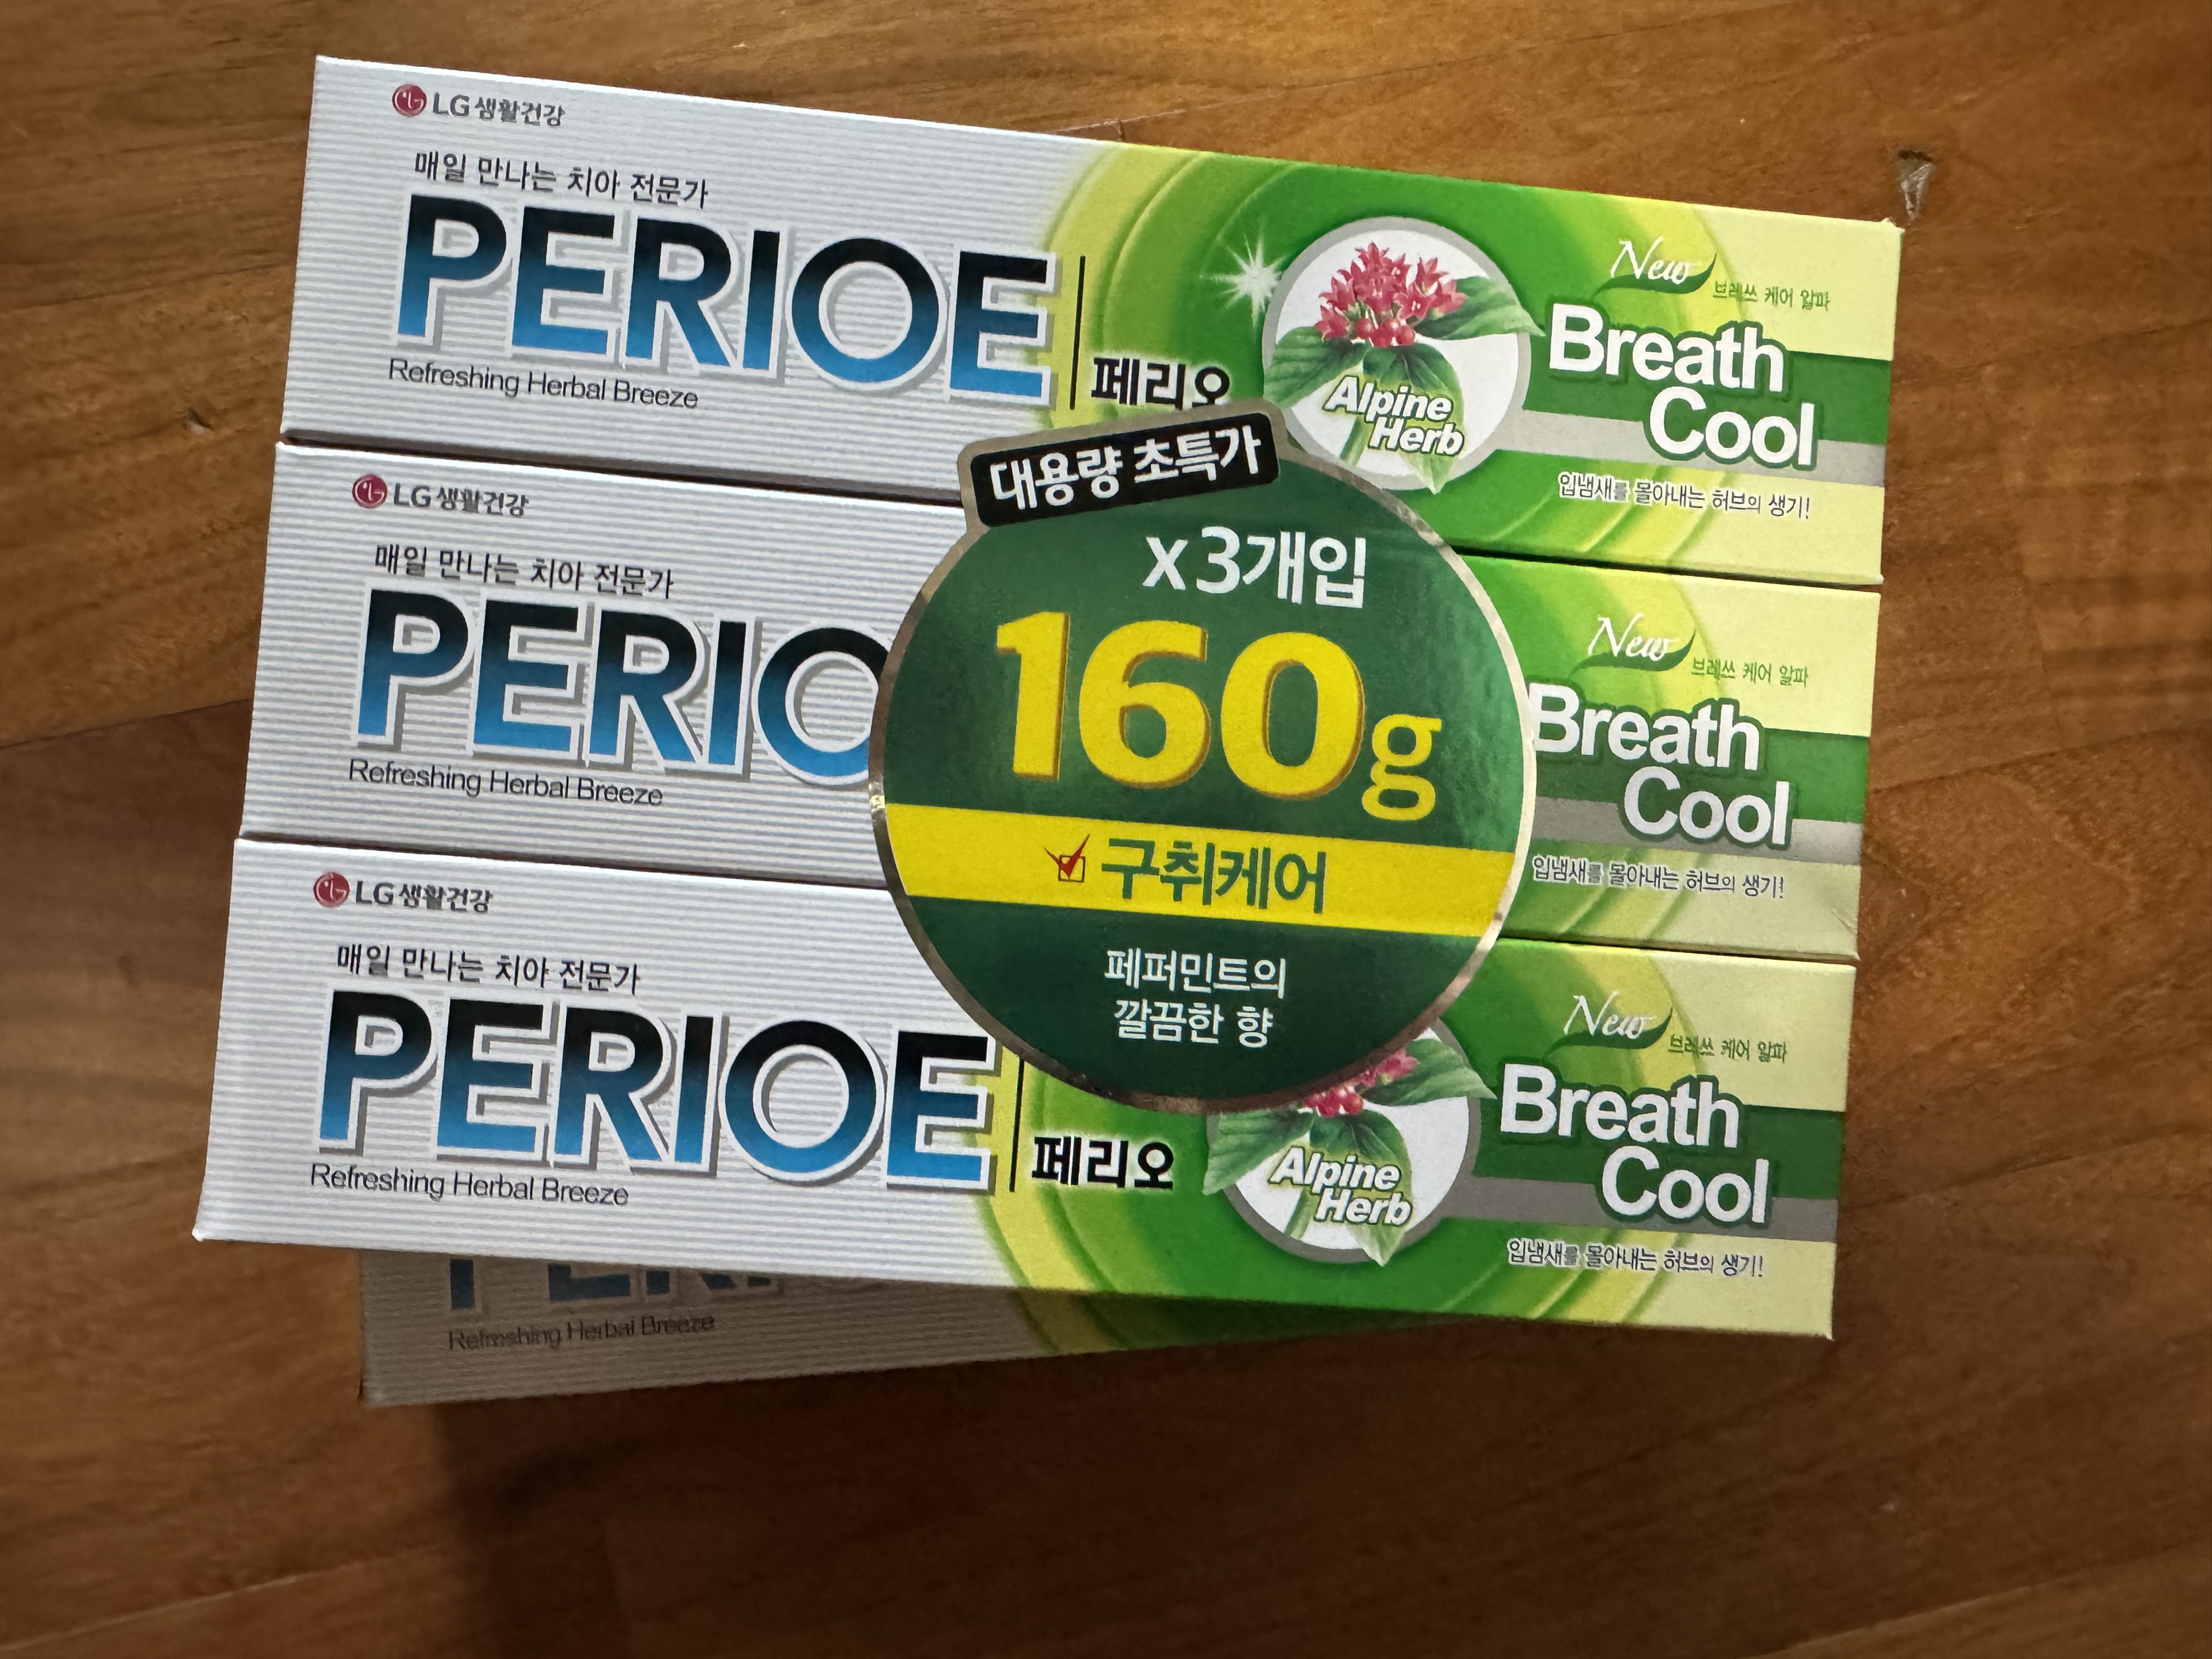 LG생활건강
매일 만나는 치아 전문가
PERIOE
Refreshing Herbal Breeze
페리오
Alpine
Herb
New
브레쓰 케어 알파
Breath
Cool
입냄새를 몰아내는 허브의 생기!
대용량 초특가
x3개입
160g
구취케어
페퍼민트의
깔끔한 향
LG생활건강
매일 만나는 치아 전문가
PERIO
Refreshing Herbal Breeze
New
브레쓰 케어 알파
Breath
Cool
입냄새를 몰아내는 허브의 생기!
LG생활건강
매일 만나는 치아 전문가
PERIOE
Refreshing Herbal Breeze
페리오
Alpine
Herb
New
브레쓰 케어 알파
Breath
Cool
입냄새를 몰아내는 허브의 생기!
Refreshing Herbal Breeze